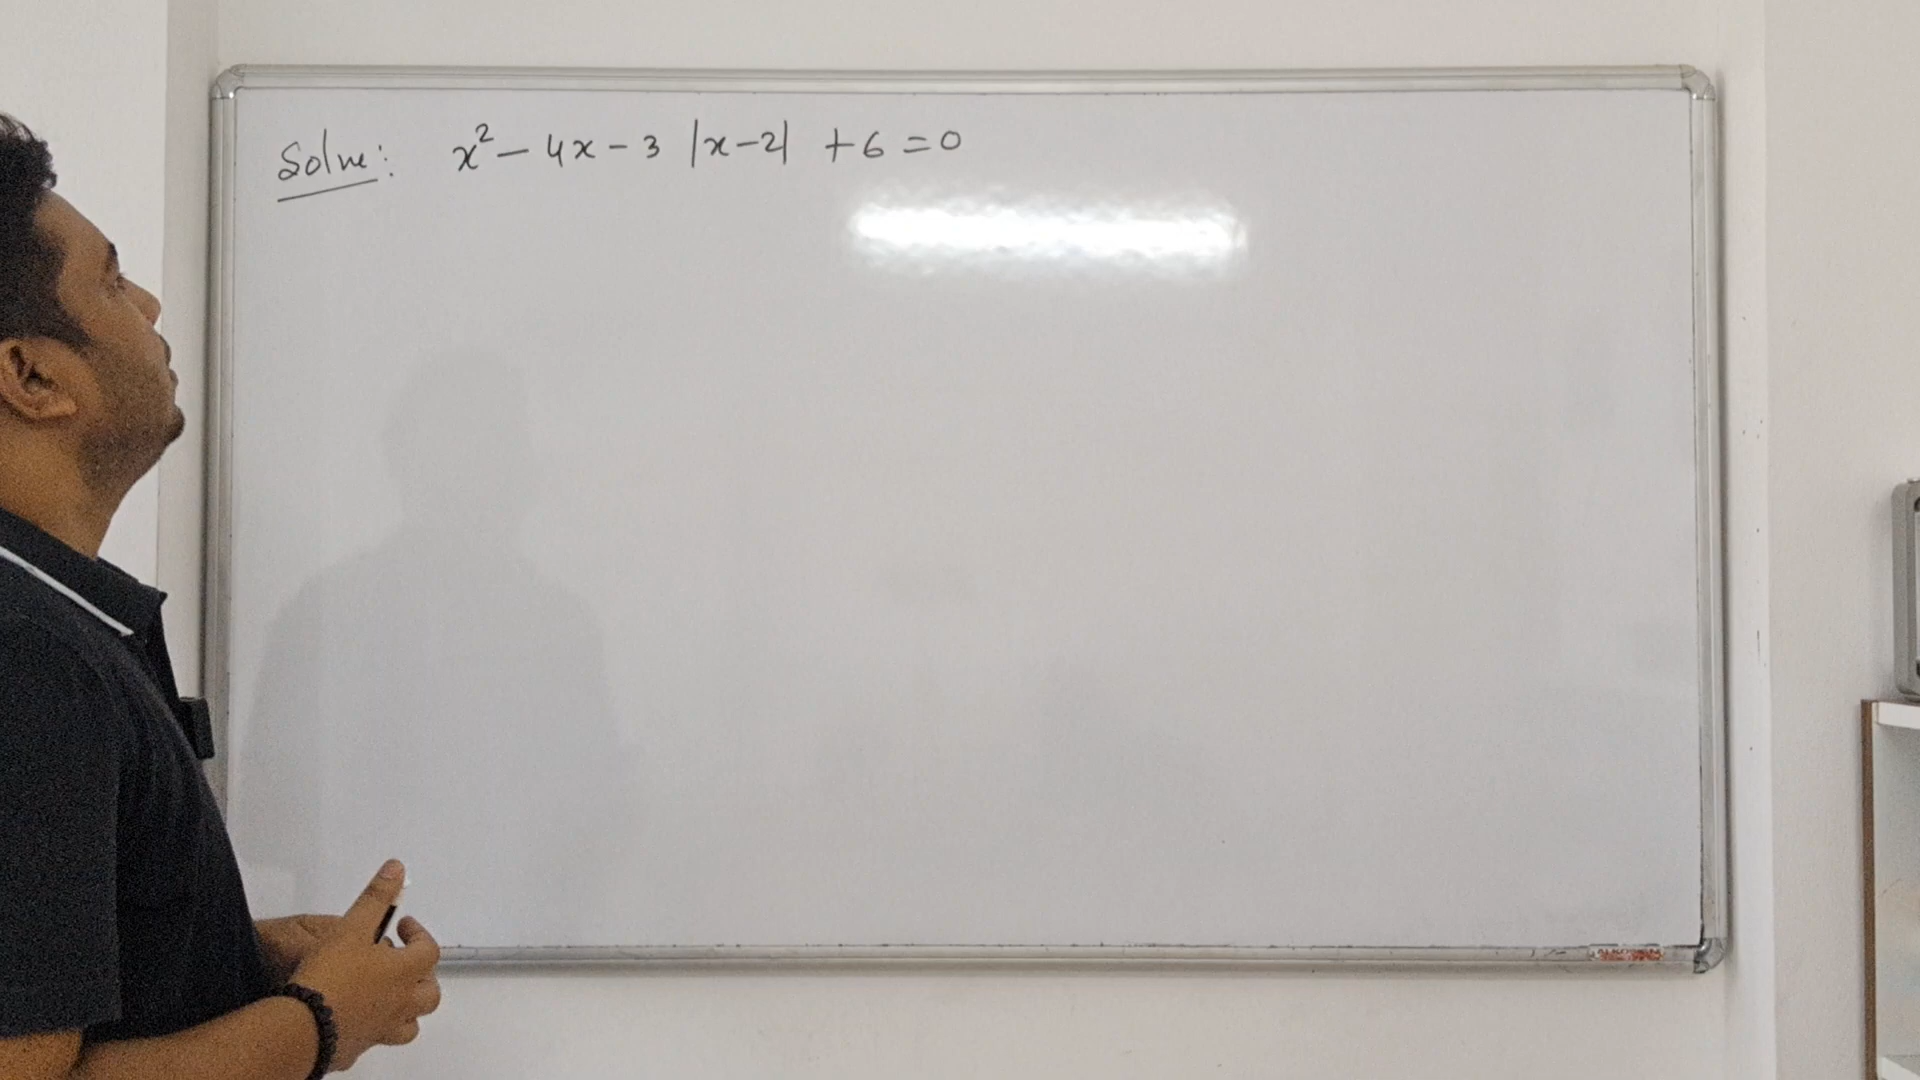 Solve: x² - 4x - 3 |x-2| + 6 = 0